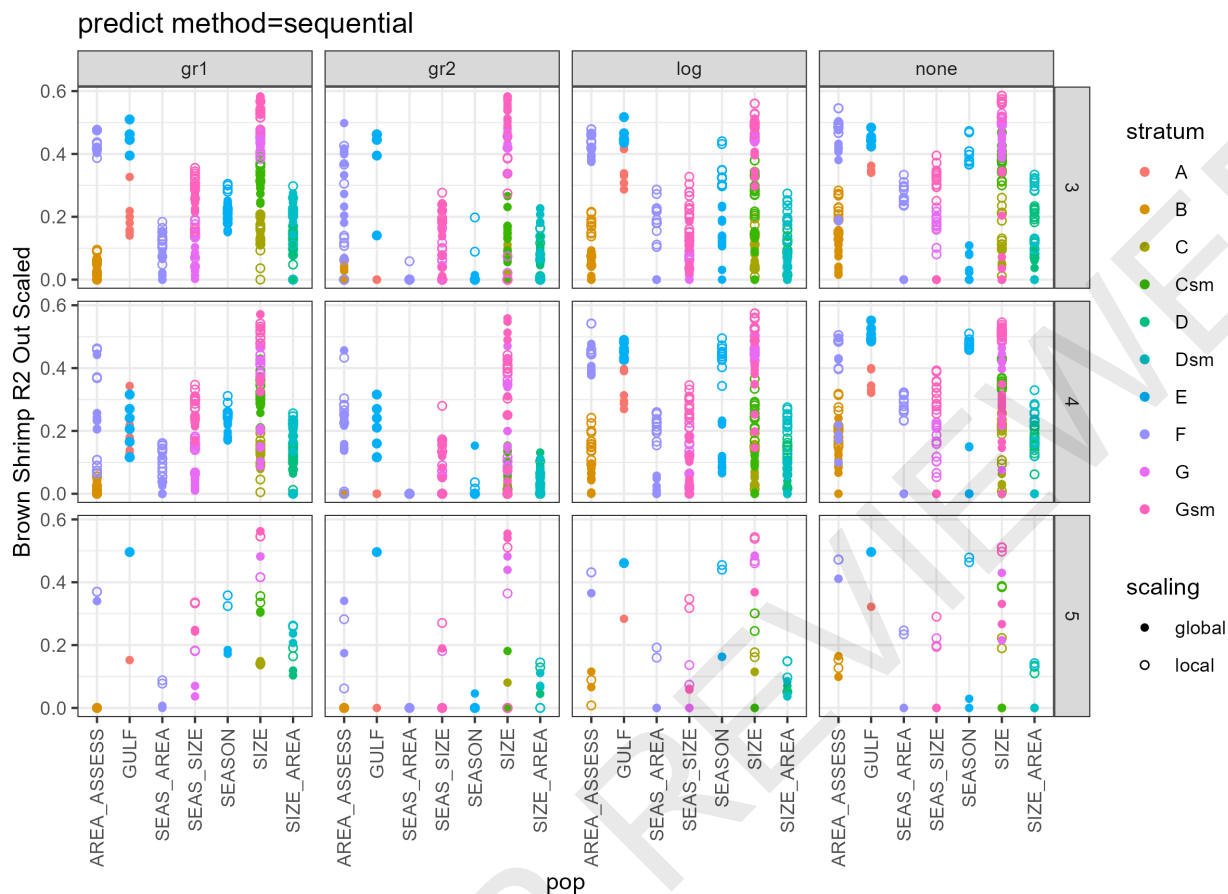 predict method=sequential
gr1 gr2 log none
Brown Shrimp R2 Out Scaled
0.6
0.4
0.2
0.0
3
0.6
0.4
0.2
0.0
4
0.6
0.4
0.2
0.0
5
AREA_ASSESS GULF SEAS_AREA SEAS_SIZE SEASON SIZE SIZE_AREA
AREA_ASSESS GULF SEAS_AREA SEAS_SIZE SEASON SIZE SIZE_AREA
AREA_ASSESS GULF SEAS_AREA SEAS_SIZE SEASON SIZE SIZE_AREA
AREA_ASSESS GULF SEAS_AREA SEAS_SIZE SEASON SIZE SIZE_AREA
pop
stratum
A
B
C
Csm
D
Dsm
E
F
G
Gsm
scaling
global
local
REVIEW